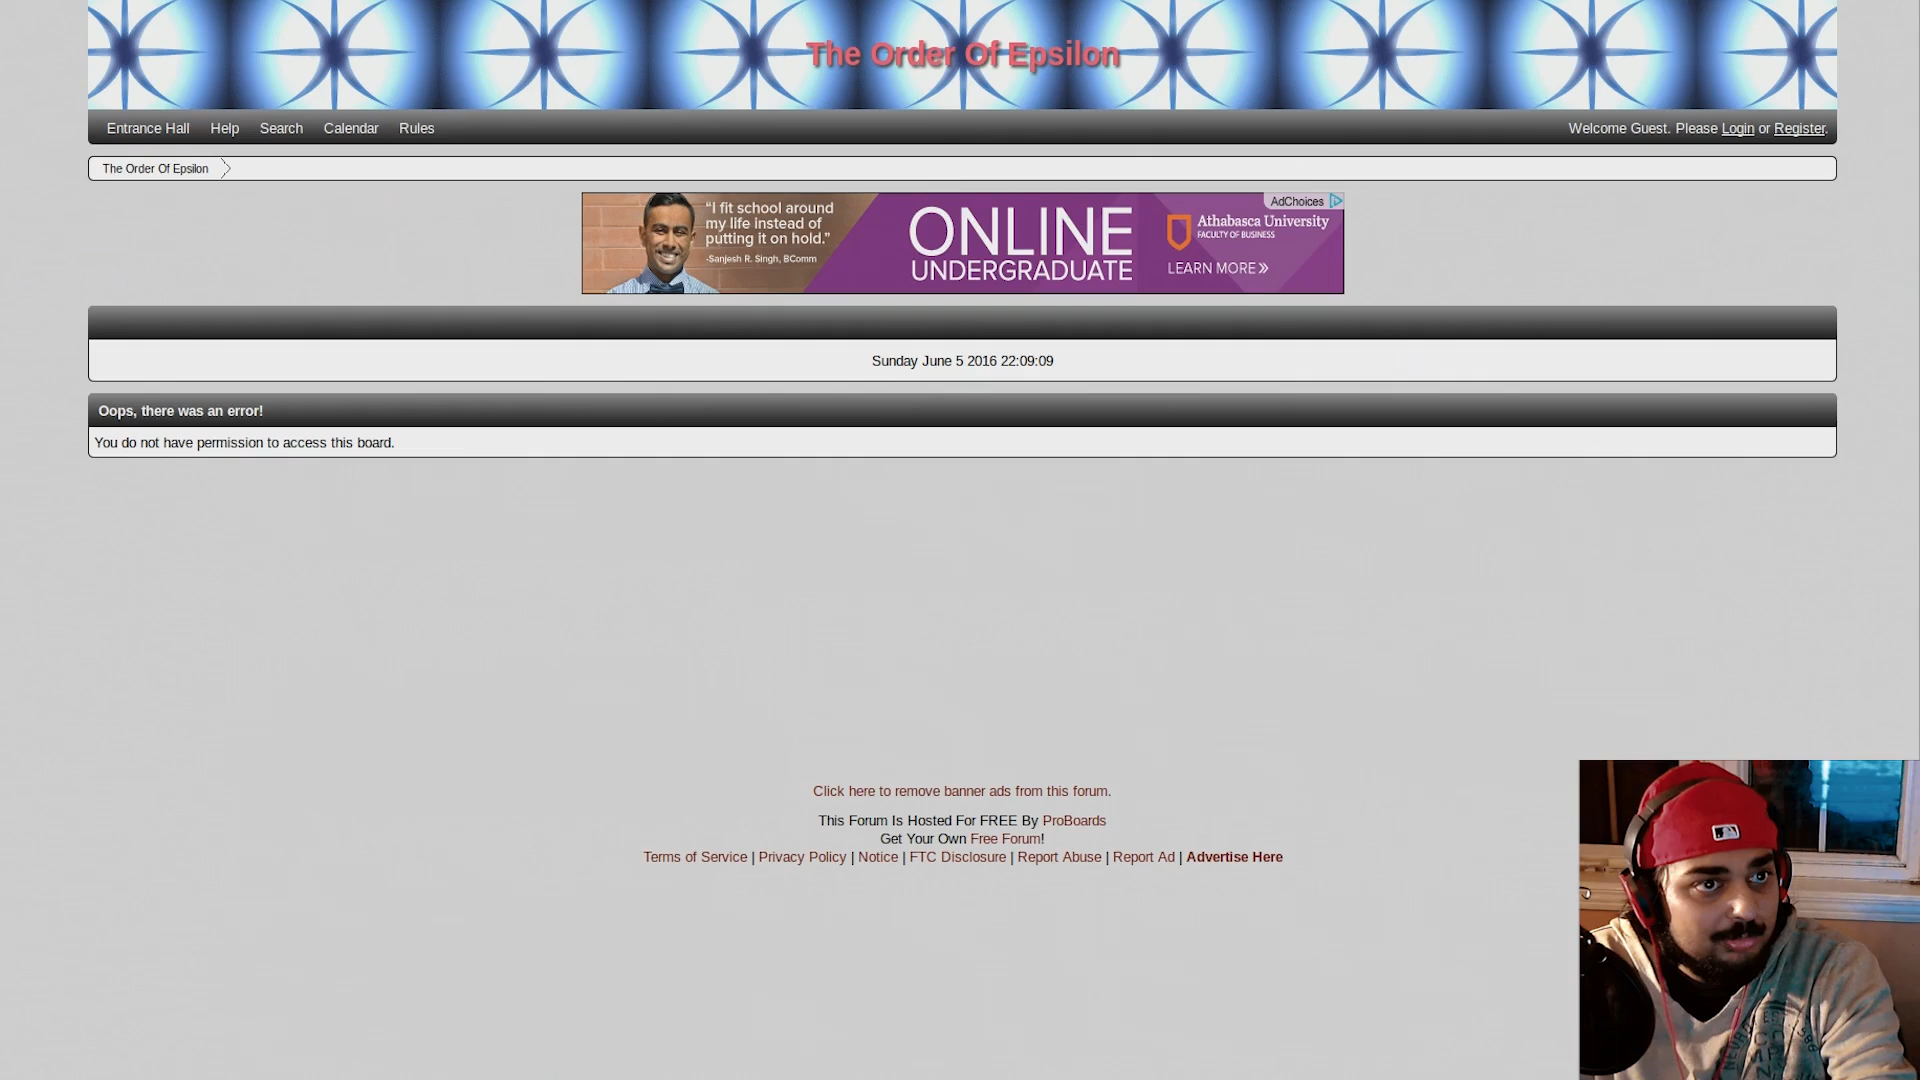 The Order Of Epsilon
Entrance Hall Help Search Calendar Rules Welcome Guest. Please Login or Register.
The Order Of Epsilon
"I fit school around
my life instead of
putting it on hold."
-Sanjesh R. Singh, BComm
ONLINE
UNDERGRADUATE
AdChoices
Athabasca University
FACULTY OF BUSINESS
LEARN MORE
Sunday June 5 2016 22:09:09
Oops, there was an error!
You do not have permission to access this board.
Click here to remove banner ads from this forum.
This Forum Is Hosted For FREE By ProBoards
Get Your Own Free Forum!
Terms of Service | Privacy Policy | Notice | FTC Disclosure | Report Abuse | Report Ad | Advertise Here